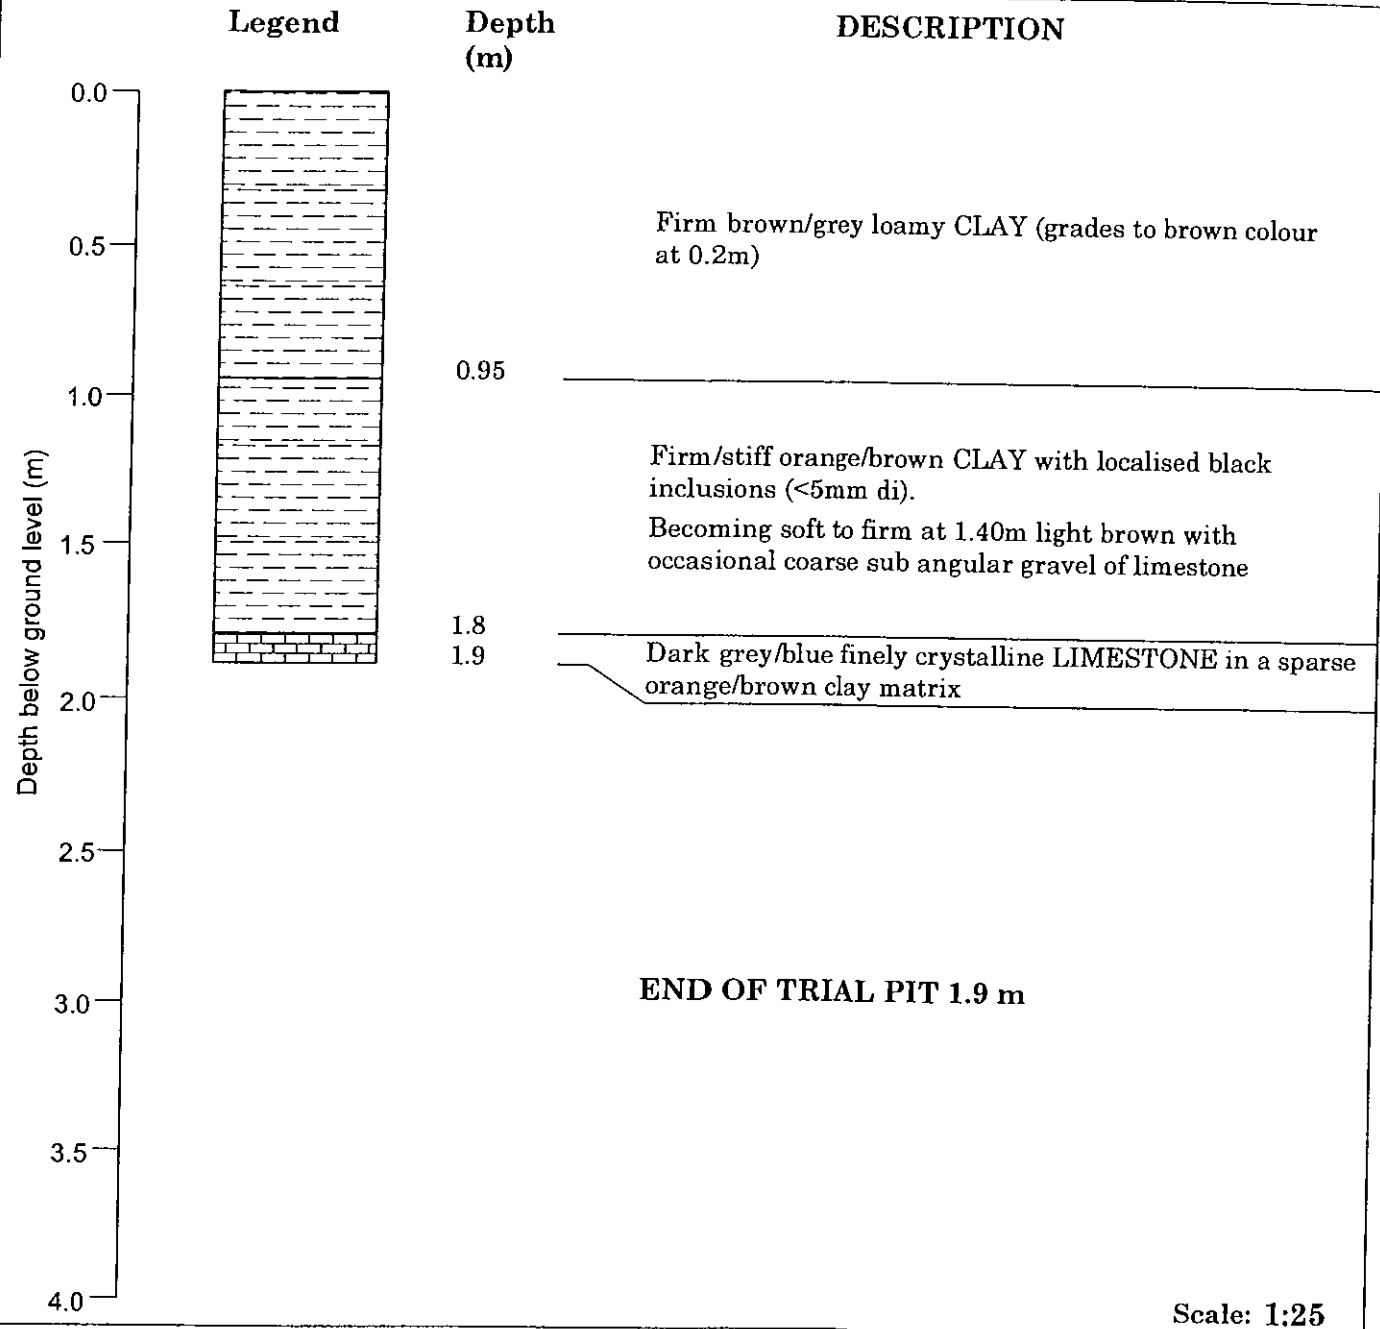 Legend
Depth
(m)
DESCRIPTION
0.0
0.5
1.0
1.5
2.0
2.5
3.0
3.5
4.0
Depth below ground level (m)
Firm brown/grey loamy CLAY (grades to brown colour
at 0.2m)
0.95
Firm/stiff orange/brown CLAY with localised black
inclusions (<5mm di).
Becoming soft to firm at 1.40m light brown with
occasional coarse sub angular gravel of limestone
1.8
1.9
Dark grey/blue finely crystalline LIMESTONE in a sparse
orange/brown clay matrix
END OF TRIAL PIT 1.9 m
Scale: 1:25